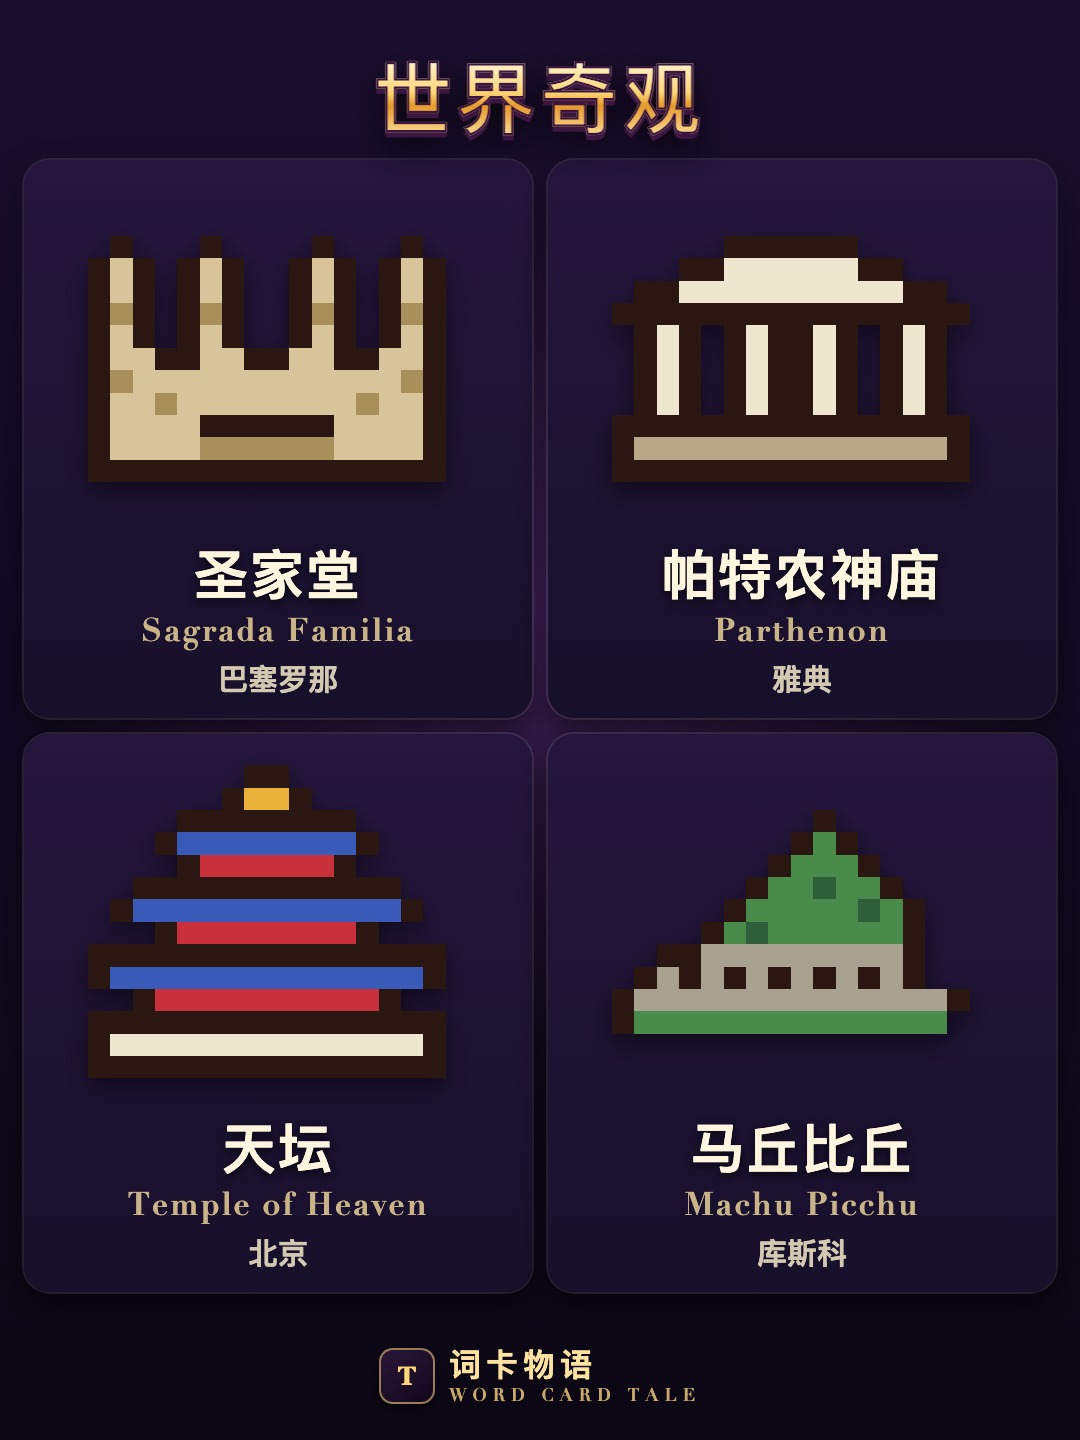 世界奇观
圣家堂
Sagrada Familia
巴塞罗那
帕特农神庙
Parthenon
雅典
天坛
Temple of Heaven
北京
马丘比丘
Machu Picchu
库斯科
T
词卡物语
WORD CARD TALE